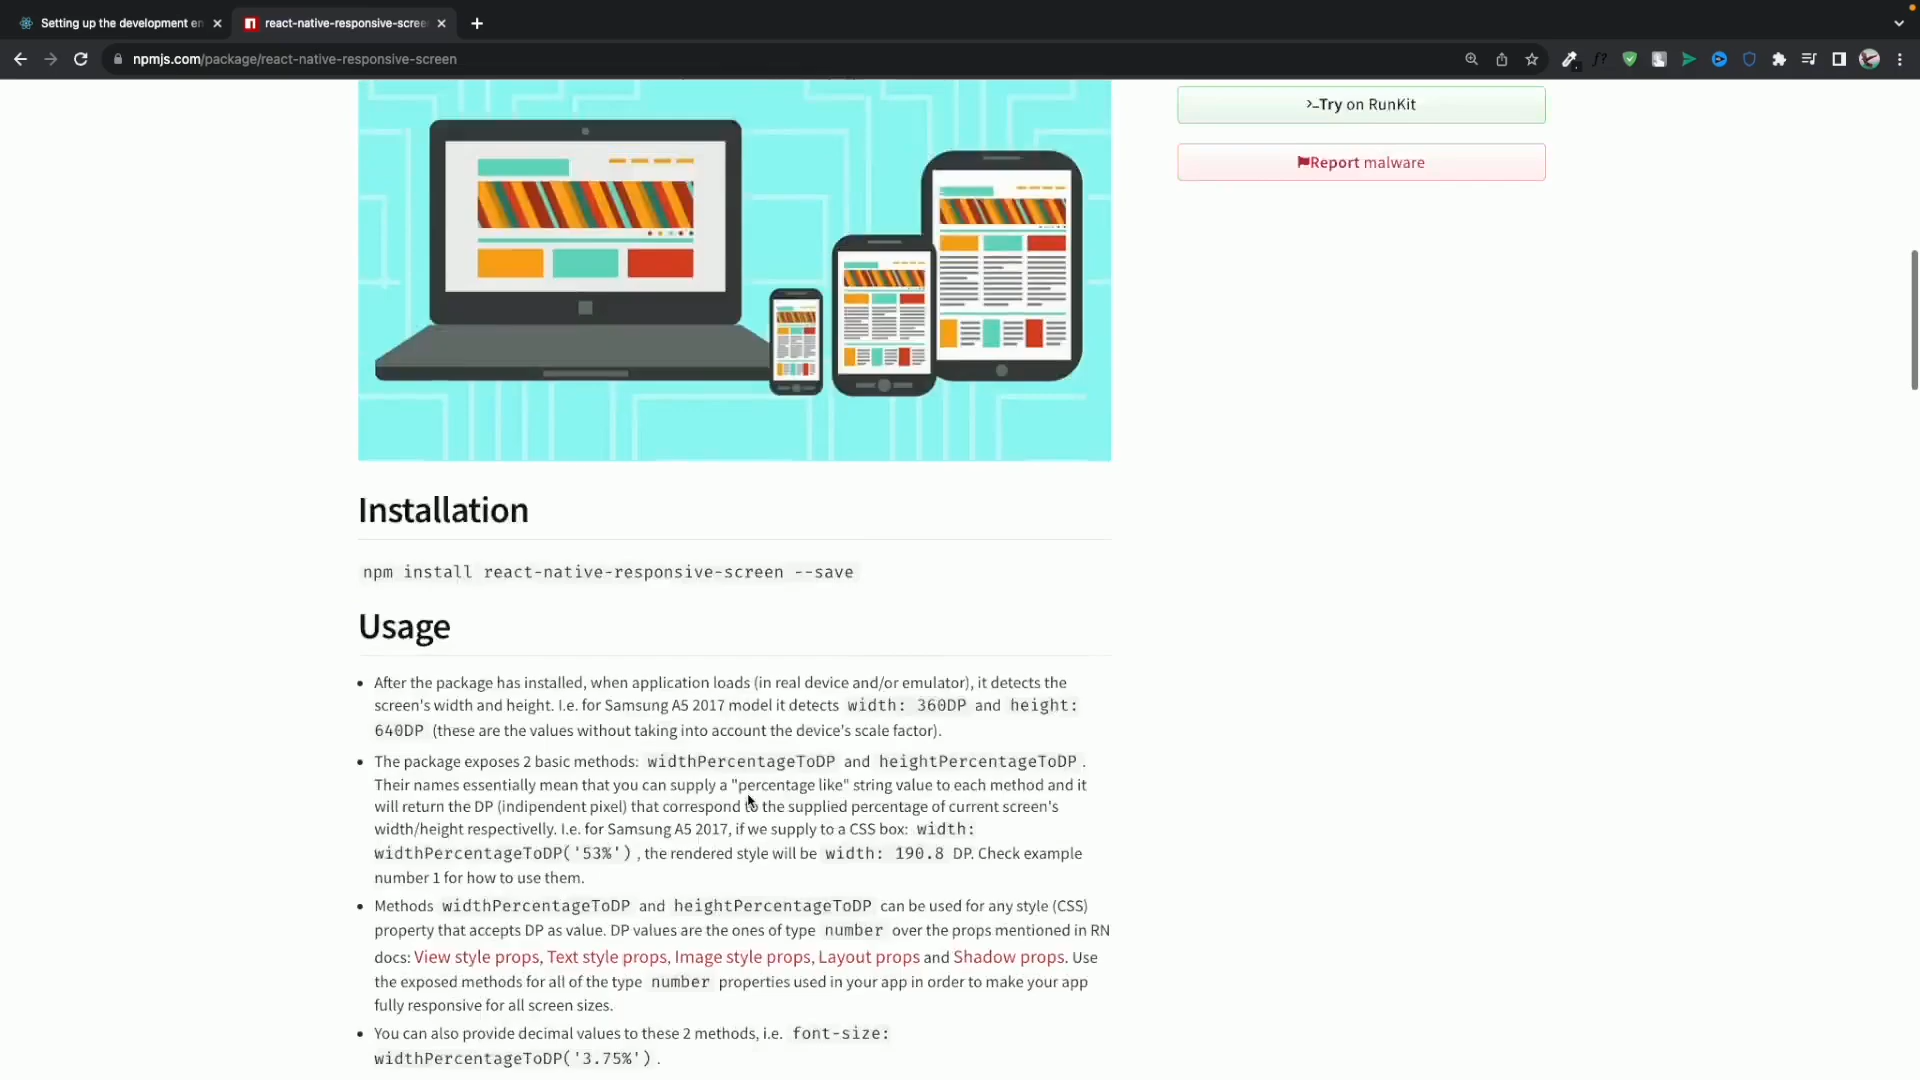 Setting up the development en
react-native-responsive-scree
npmjs.com/package/react-native-responsive-screen
f?
>_Try on RunKit
Report malware
Installation
npm install react-native-responsive-screen --save
Usage
After the package has installed, when application loads (in real device and/or emulator), it detects the
screen's width and height. I.e. for Samsung A5 2017 model it detects width: 360DP and height:
640DP (these are the values without taking into account the device's scale factor).
The package exposes 2 basic methods: widthPercentageToDP and heightPercentageToDP .
Their names essentially mean that you can supply a "percentage like" string value to each method and it
will return the DP (indipendent pixel) that correspond to the supplied percentage of current screen's
width/height respectivelly. I.e. for Samsung A5 2017, if we supply to a CSS box: width:
widthPercentageToDP('53%') , the rendered style will be width: 190.8 DP. Check example
number 1 for how to use them.
Methods widthPercentageToDP and heightPercentageToDP can be used for any style (CSS)
property that accepts DP as value. DP values are the ones of type number over the props mentioned in RN
docs: View style props, Text style props, Image style props, Layout props and Shadow props. Use
the exposed methods for all of the type number properties used in your app in order to make your app
fully responsive for all screen sizes.
You can also provide decimal values to these 2 methods, i.e. font-size:
widthPercentageToDP('3.75%') .